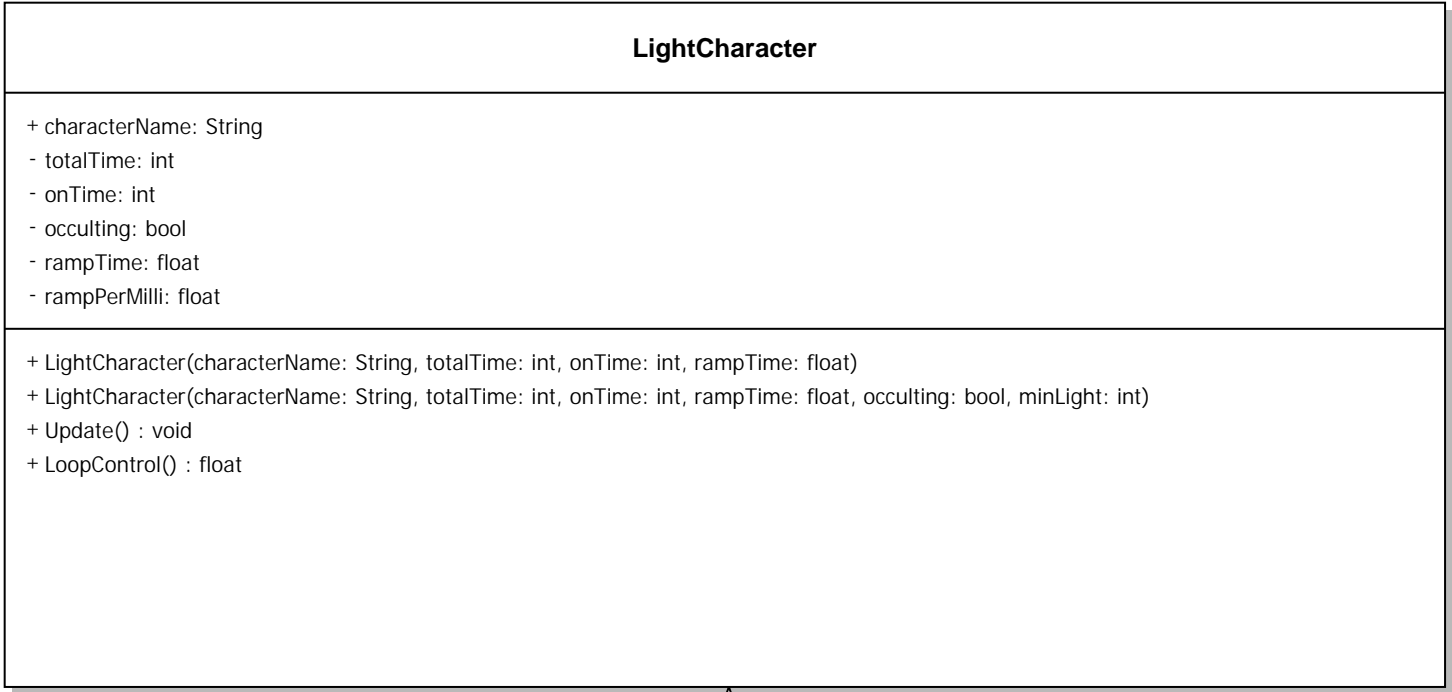 LightCharacter
+ characterName: String
- totalTime: int
- onTime: int
- occulting: bool
- rampTime: float
- rampPerMilli: float
+ LightCharacter(characterName: String, totalTime: int, onTime: int, rampTime: float)
+ LightCharacter(characterName: String, totalTime: int, onTime: int, rampTime: float, occulting: bool, minLight: int)
+ Update() : void
+ LoopControl() : float